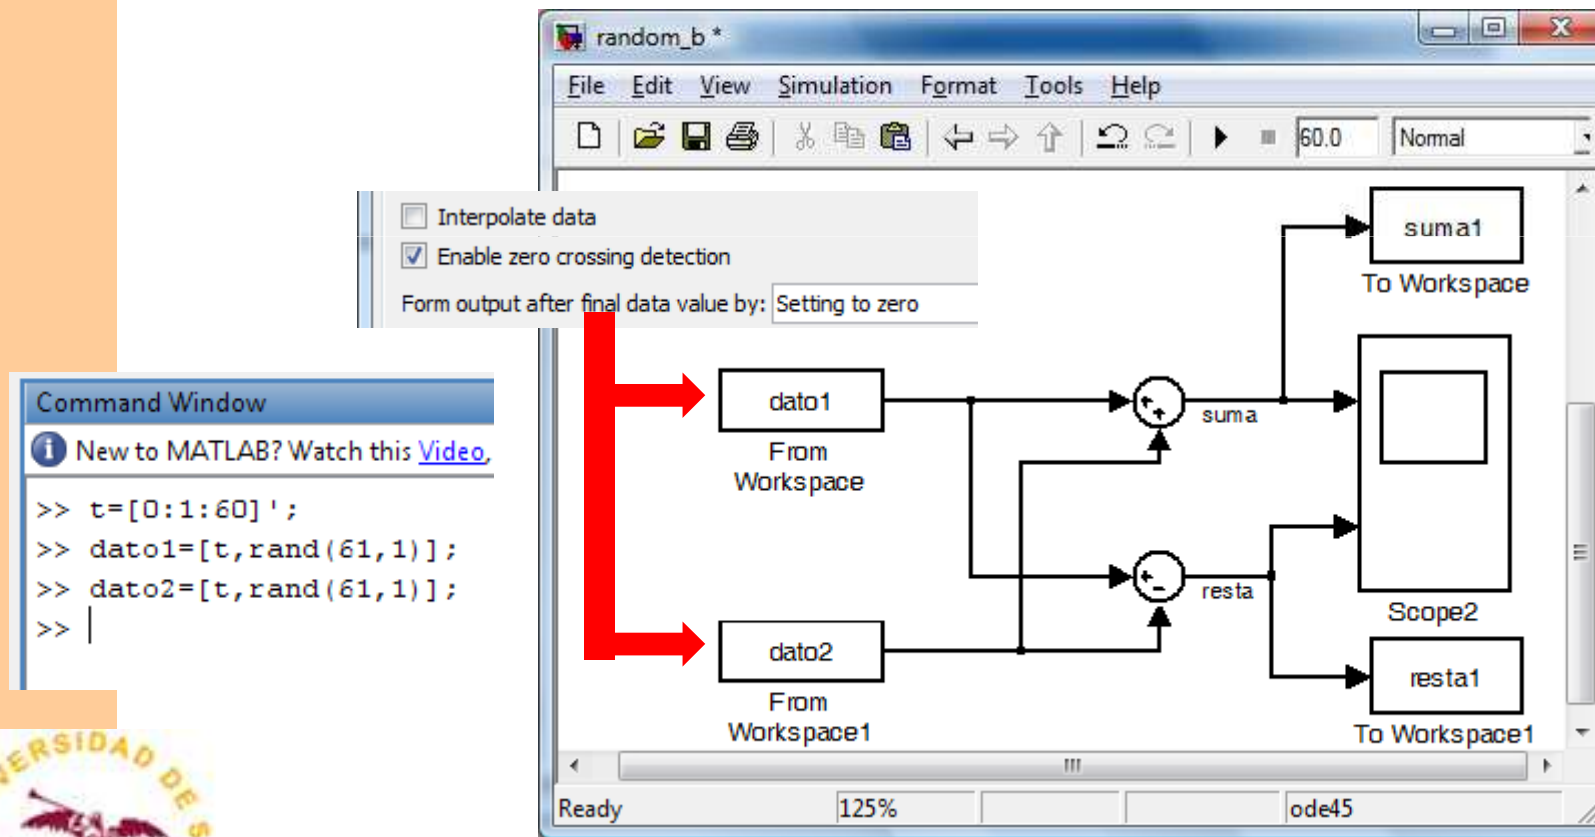 random_b *
File Edit View Simulation Format Tools Help
60.0 Normal
Interpolate data
Enable zero crossing detection
Form output after final data value by: Setting to zero
suma1
To Workspace
dato1
From
Workspace
suma
Scope2
resta
dato2
From
Workspace1
resta1
To Workspace1
Ready 125% ode45
Command Window
New to MATLAB? Watch this Video,
>> t=[0:1:60]';
>> dato1=[t,rand(61,1)];
>> dato2=[t,rand(61,1)];
>>
ERSIDAD DE S